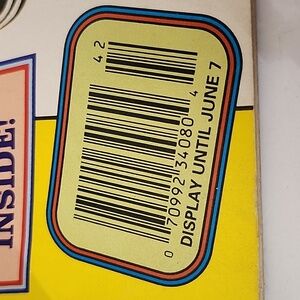 INSIDE!
42
0 70992 34080 4
DISPLAY UNTIL JUNE 7